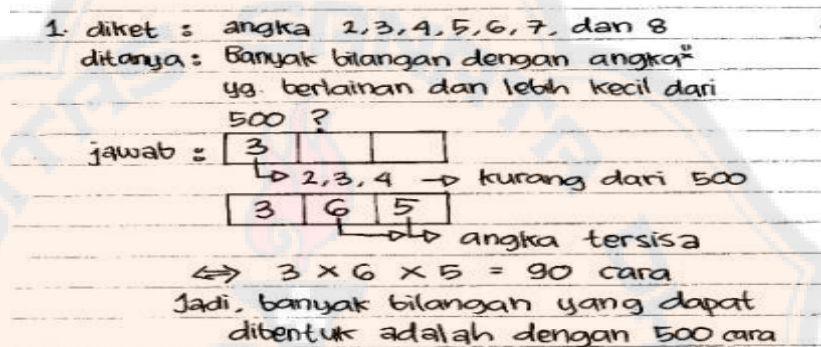 1. diket : angka 2,3,4,5,6,7, dan 8
ditanya : Banyak bilangan dengan angka²
yg. berlainan dan lebih kecil dari
500 ?
jawab : 3
↳ 2,3,4 → kurang dari 500
3 6 5
↳↳ angka tersisa
⇔ 3 × 6 × 5 = 90 cara
Jadi, banyak bilangan yang dapat
dibentuk adalah dengan 500 cara